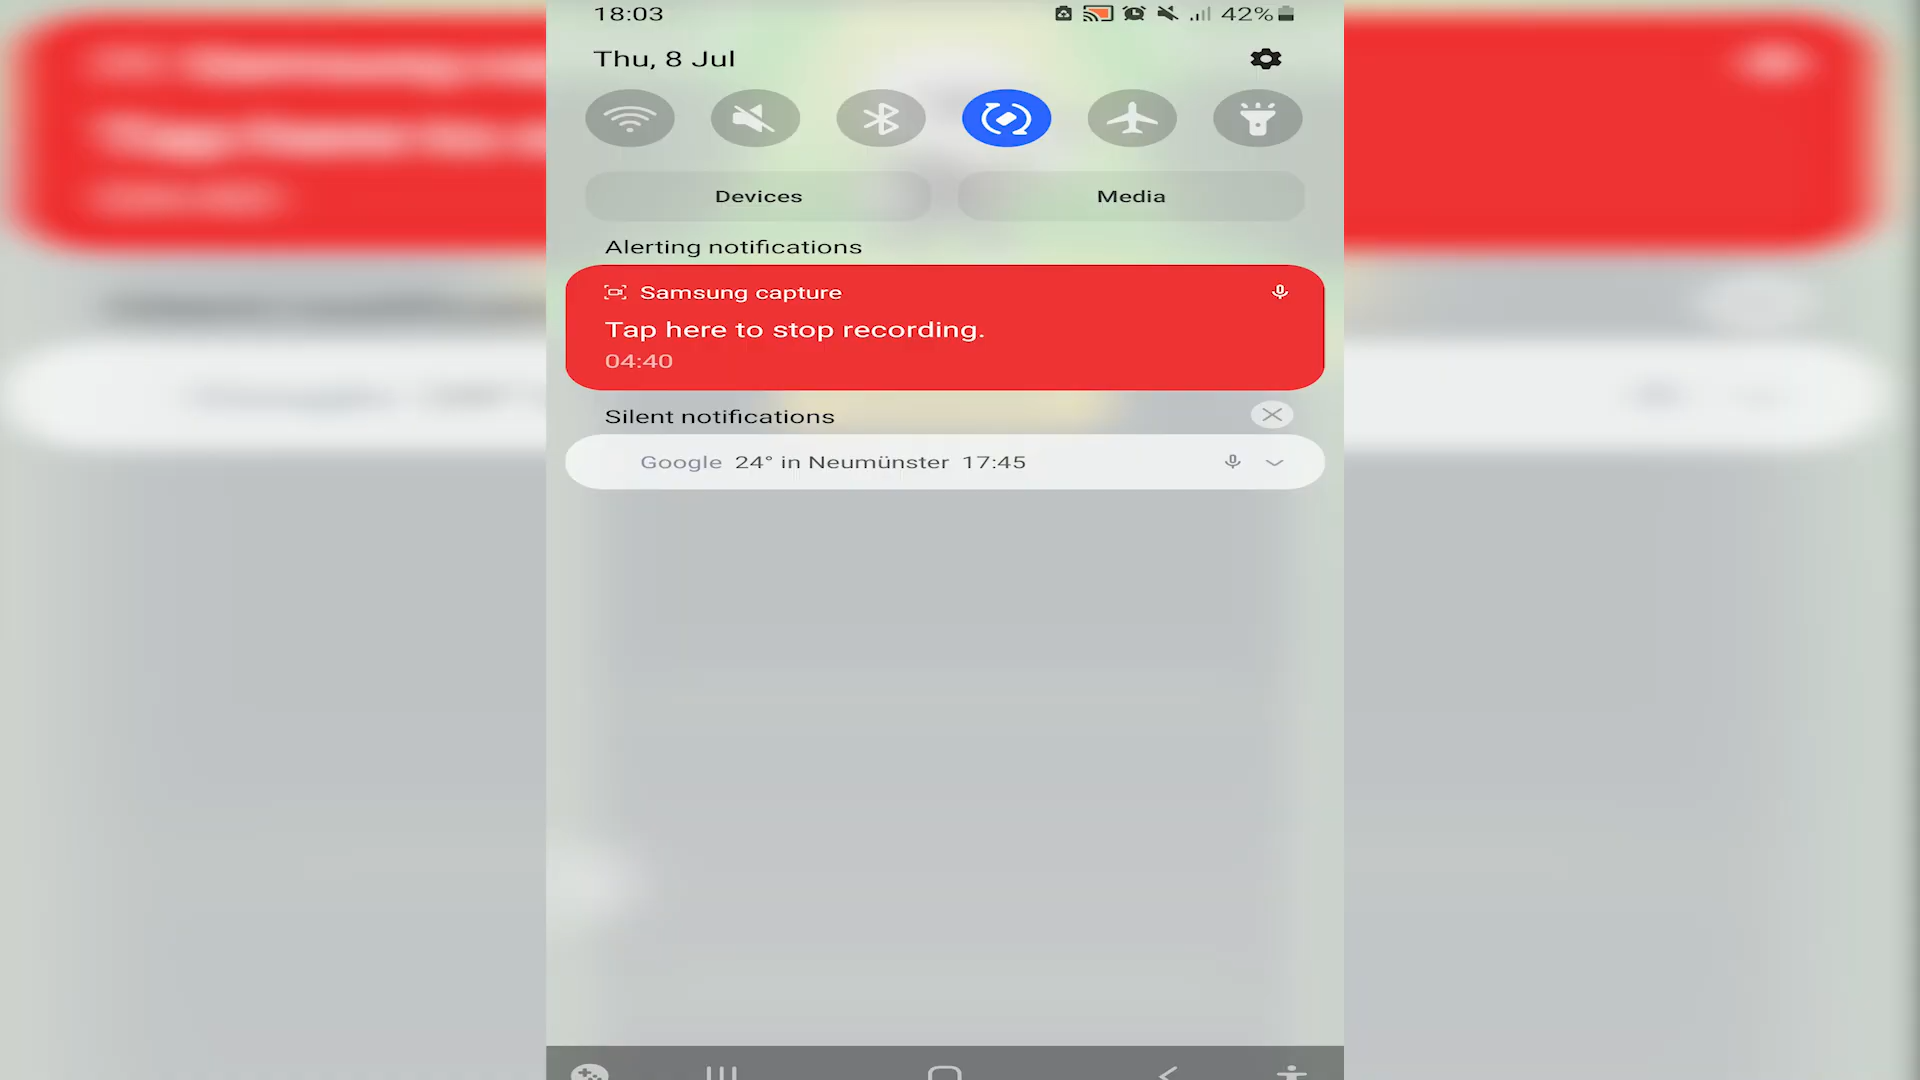 18:03 42%
Thu, 8 Jul
Devices Media
Alerting notifications
Samsung capture
Tap here to stop recording.
04:40
Silent notifications
Google 24° in Neumünster 17:45